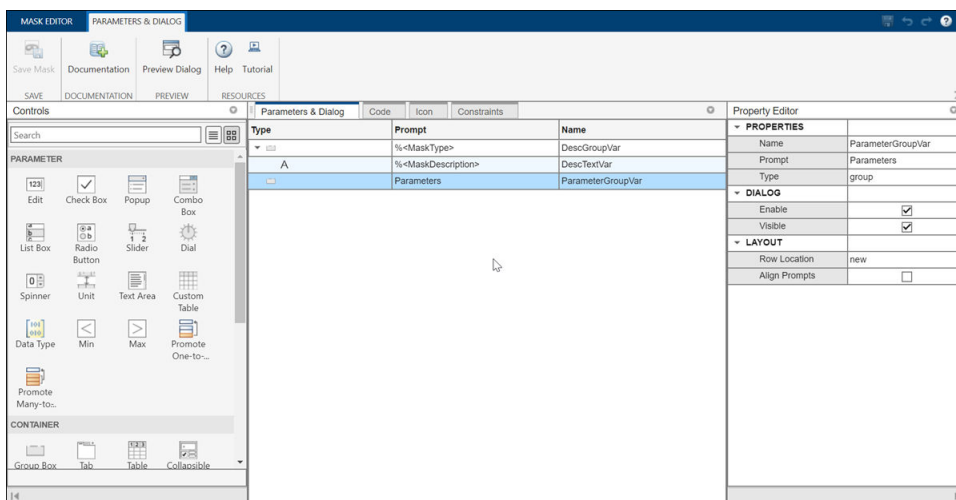 MASK EDITOR PARAMETERS & DIALOG
Save Mask Documentation Preview Dialog Help Tutorial
SAVE DOCUMENTATION PREVIEW RESOURCES
Controls
Search
PARAMETER
Edit Check Box Popup Combo Box
List Box Radio Button Slider Dial
Spinner Unit Text Area Custom Table
Data Type Min Max Promote One-to-...
Promote Many-to-..
CONTAINER
Group Box Tab Table Collapsible
Parameters & Dialog Code Icon Constraints
Type Prompt Name
%<MaskType> DescGroupVar
A %<MaskDescription> DescTextVar
Parameters ParameterGroupVar
Property Editor
PROPERTIES
Name ParameterGroupVar
Prompt Parameters
Type group
DIALOG
Enable
Visible
LAYOUT
Row Location new
Align Prompts